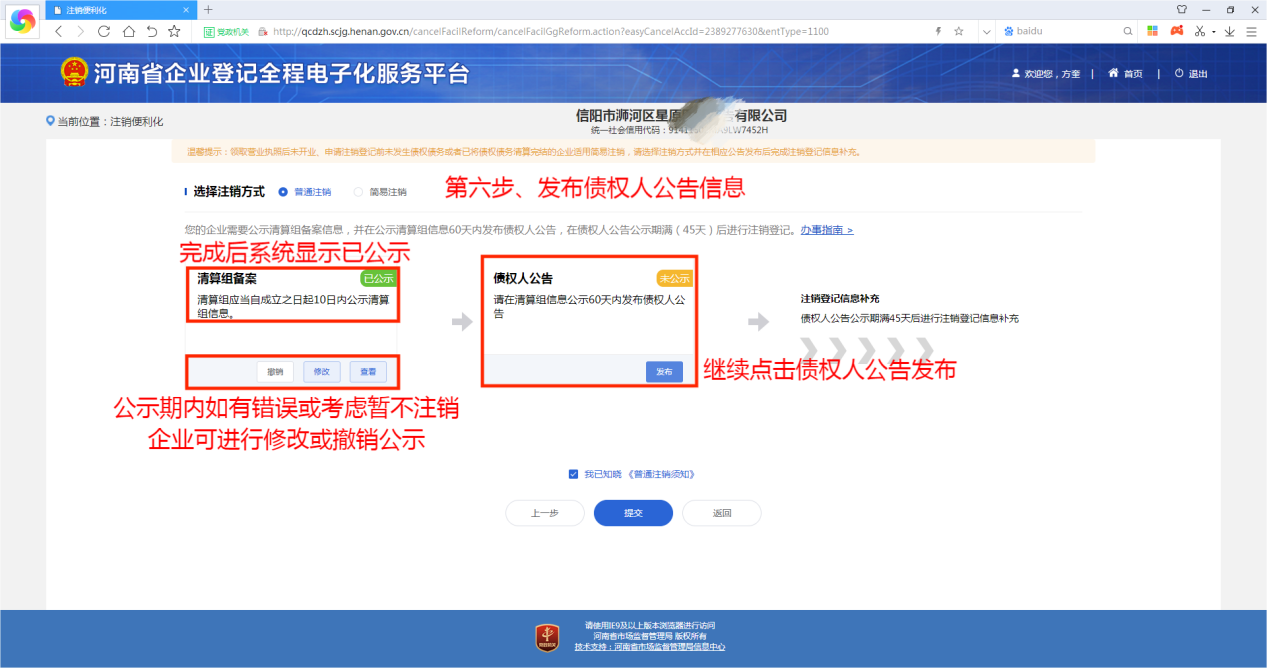 注销便利化
证 党政机关
http://qcdzh.scjg.henan.gov.cn/cancelFacilReform/cancelFacilGgReform.action?easyCancelAccId=2389277630&entType=1100
baidu
河南省企业登记全程电子化服务平台
欢迎您，方奎 | 首页 | 退出
当前位置：注销便利化
信阳市浉河区星原 有限公司
统一社会信用代码：9141 9LW7452H
温馨提示：领取营业执照后未开业、申请注销登记前未发生债权债务或者已将债权债务清算完结的企业适用简易注销，请选择注销方式并在相应公告发布后完成注销登记信息补充。
选择注销方式 普通注销 简易注销
第六步、发布债权人公告信息
您的企业需要公示清算组备案信息，并在公示清算组信息60天内发布债权人公告，在债权人公告公示期满（45天）后进行注销登记。办事指南 >
完成后系统显示已公示
清算组备案 已公示
清算组应当自成立之日起10日内公示清算
组信息。
撤销 修改 查看
债权人公告 未公示
请在清算组信息公示60天内发布债权人公
告
发布
注销登记信息补充
债权人公告公示期满45天后进行注销登记信息补充
继续点击债权人公告发布
公示期内如有错误或考虑暂不注销
企业可进行修改或撤销公示
我已知晓 《普通注销须知》
上一步 提交 返回
请使用IE9及以上版本浏览器进行访问
河南省市场监督管理局 版权所有
技术支持：河南省市场监督管理局信息中心